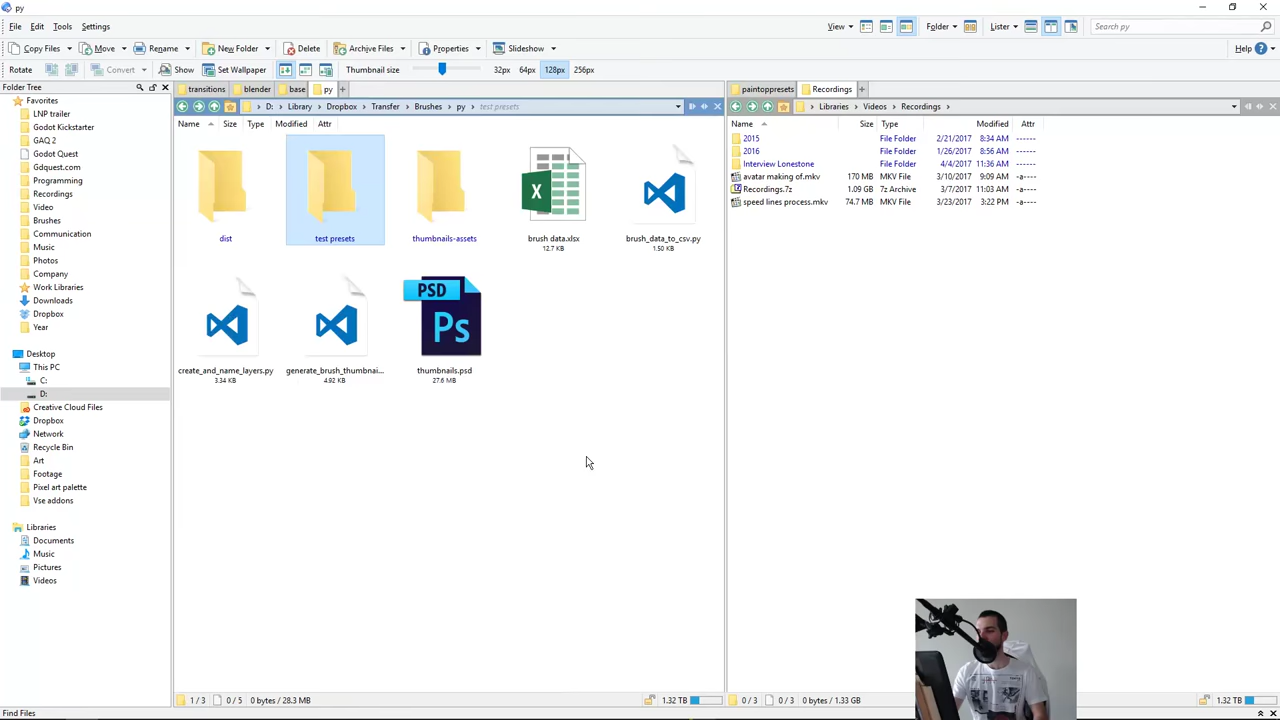 py
File Edit Tools Settings View Folder Lister Search py
Copy Files Move Rename New Folder Delete Archive Files Properties Slideshow Help
Rotate Convert Show Set Wallpaper Thumbnail size 32px 64px 128px 256px
Folder Tree
Favorites
LNP trailer
Godot Kickstarter
GAQ 2
Godot Quest
Gdquest.com
Programming
Recordings
Video
Brushes
Communication
Music
Photos
Company
Work Libraries
Downloads
Dropbox
Year
Desktop
This PC
C:
D:
Creative Cloud Files
Dropbox
Network
Recycle Bin
Art
Footage
Pixel art palette
Vse addons
Libraries
Documents
Music
Pictures
Videos
transitions blender base py +
D: Library Dropbox Transfer Brushes py test presets
Name Size Type Modified Attr
dist
test presets
thumbnails-assets
X
brush data.xlsx
12.7 KB
brush_data_to_csv.py
1.50 KB
create_and_name_layers.py
3.34 KB
generate_brush_thumbnai...
4.92 KB
PSD
Ps
thumbnails.psd
27.6 MB
1 / 3 0 / 5 0 bytes / 28.3 MB 1.32 TB
paintoppresets Recordings +
Libraries Videos Recordings
Name Size Type Modified Attr
2015 File Folder 2/21/2017 8:34 AM ------
2016 File Folder 1/26/2017 8:56 AM ------
Interview Lonestone File Folder 4/4/2017 11:36 AM ------
avatar making of.mkv 170 MB MKV File 3/10/2017 9:09 AM -a----
Recordings.7z 1.09 GB 7z Archive 3/7/2017 11:03 AM -a----
speed lines process.mkv 74.7 MB MKV File 3/23/2017 3:22 PM -a----
0 / 3 0 / 3 0 bytes / 1.33 GB 1.32 TB
Find Files